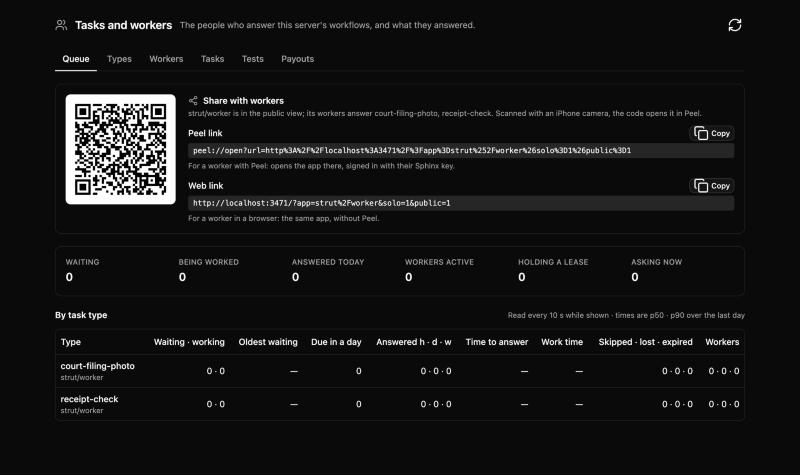 Tasks and workers The people who answer this server's workflows, and what they answered.
Queue Types Workers Tasks Tests Payouts
Share with workers
strut/worker is in the public view; its workers answer court-filing-photo, receipt-check. Scanned with an iPhone camera, the code opens it in Peel.
Peel link Copy
peel://open?url=http%3A%2F%2Flocalhost%3A3471%2F%3Fapp%3Dstrut%252Fworker%26solo%3D1%26public%3D1
For a worker with Peel: opens the app there, signed in with their Sphinx key.
Web link Copy
http://localhost:3471/?app=strut%2Fworker&solo=1&public=1
For a worker in a browser: the same app, without Peel.
WAITING BEING WORKED ANSWERED TODAY WORKERS ACTIVE HOLDING A LEASE ASKING NOW
0 0 0 0 0 0
By task type Read every 10 s while shown · times are p50 · p90 over the last day
Type Waiting · working Oldest waiting Due in a day Answered h · d · w Time to answer Work time Skipped · lost · expired Workers
court-filing-photo 0 · 0 — 0 0 · 0 · 0 — — 0 · 0 · 0 0 · 0 · 0
strut/worker
receipt-check 0 · 0 — 0 0 · 0 · 0 — — 0 · 0 · 0 0 · 0 · 0
strut/worker